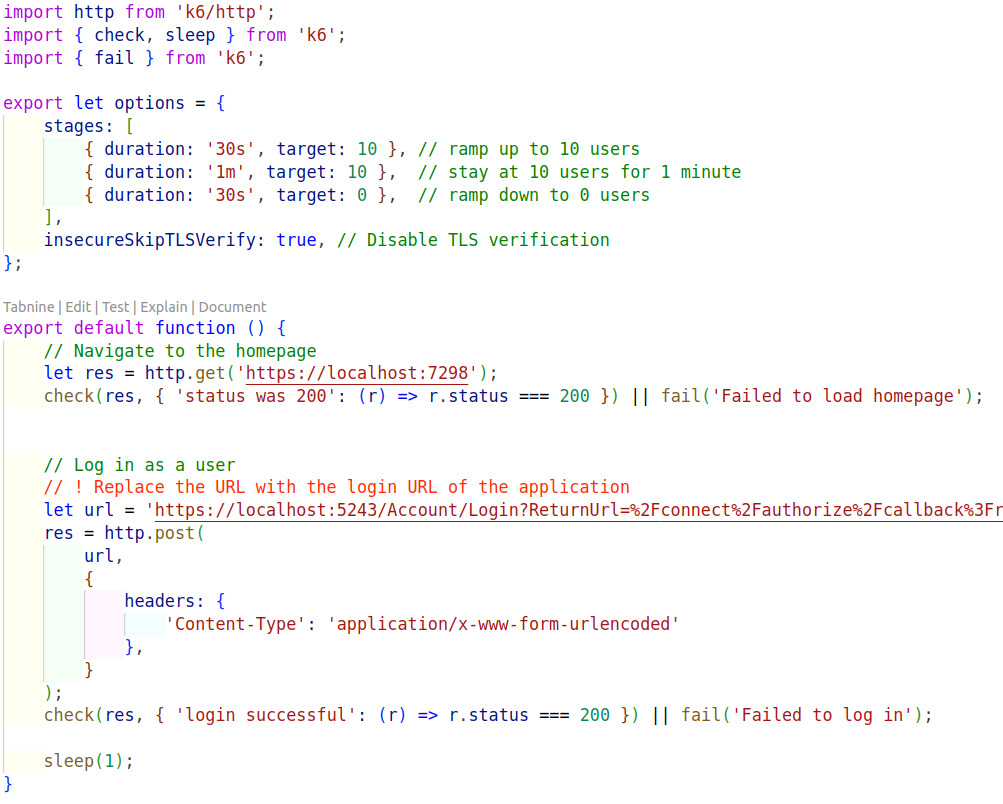 import http from 'k6/http';
import { check, sleep } from 'k6';
import { fail } from 'k6';

export let options = {
    stages: [
        { duration: '30s', target: 10 }, // ramp up to 10 users
        { duration: '1m', target: 10 },  // stay at 10 users for 1 minute
        { duration: '30s', target: 0 },  // ramp down to 0 users
    ],
    insecureSkipTLSVerify: true, // Disable TLS verification
};

Tabnine | Edit | Test | Explain | Document
export default function () {
    // Navigate to the homepage
    let res = http.get('https://localhost:7298');
    check(res, { 'status was 200': (r) => r.status === 200 }) || fail('Failed to load homepage');


    // Log in as a user
    // ! Replace the URL with the login URL of the application
    let url = 'https://localhost:5243/Account/Login?ReturnUrl=%2Fconnect%2Fauthorize%2Fcallback%3Fr
    res = http.post(
        url,
        {
            headers: {
                'Content-Type': 'application/x-www-form-urlencoded'
            },
        }
    );
    check(res, { 'login successful': (r) => r.status === 200 }) || fail('Failed to log in');

    sleep(1);
}